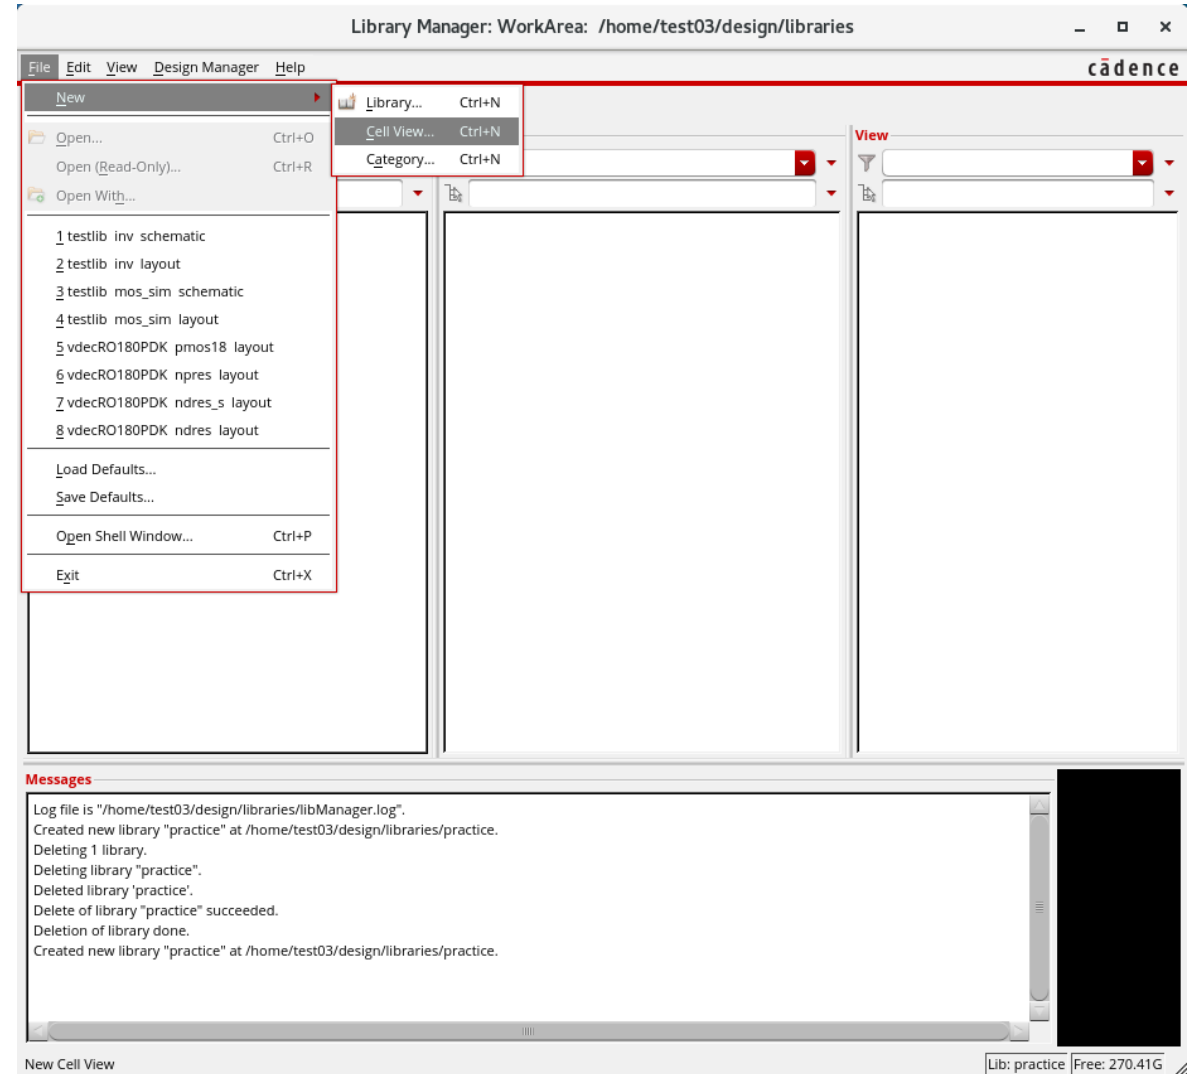 Library Manager: WorkArea: /home/test03/design/libraries
File Edit View Design Manager Help
cādence
New
Library... Ctrl+N
Cell View... Ctrl+N
Category... Ctrl+N
Open... Ctrl+O
Open (Read-Only)... Ctrl+R
Open With...
View
1 testlib inv schematic
2 testlib inv layout
3 testlib mos_sim schematic
4 testlib mos_sim layout
5 vdecRO180PDK pmos18 layout
6 vdecRO180PDK npres layout
7 vdecRO180PDK ndres_s layout
8 vdecRO180PDK ndres layout
Load Defaults...
Save Defaults...
Open Shell Window... Ctrl+P
Exit Ctrl+X
Messages
Log file is "/home/test03/design/libraries/libManager.log".
Created new library "practice" at /home/test03/design/libraries/practice.
Deleting 1 library.
Deleting library "practice".
Deleted library 'practice'.
Delete of library "practice" succeeded.
Deletion of library done.
Created new library "practice" at /home/test03/design/libraries/practice.
New Cell View
Lib: practice Free: 270.41G